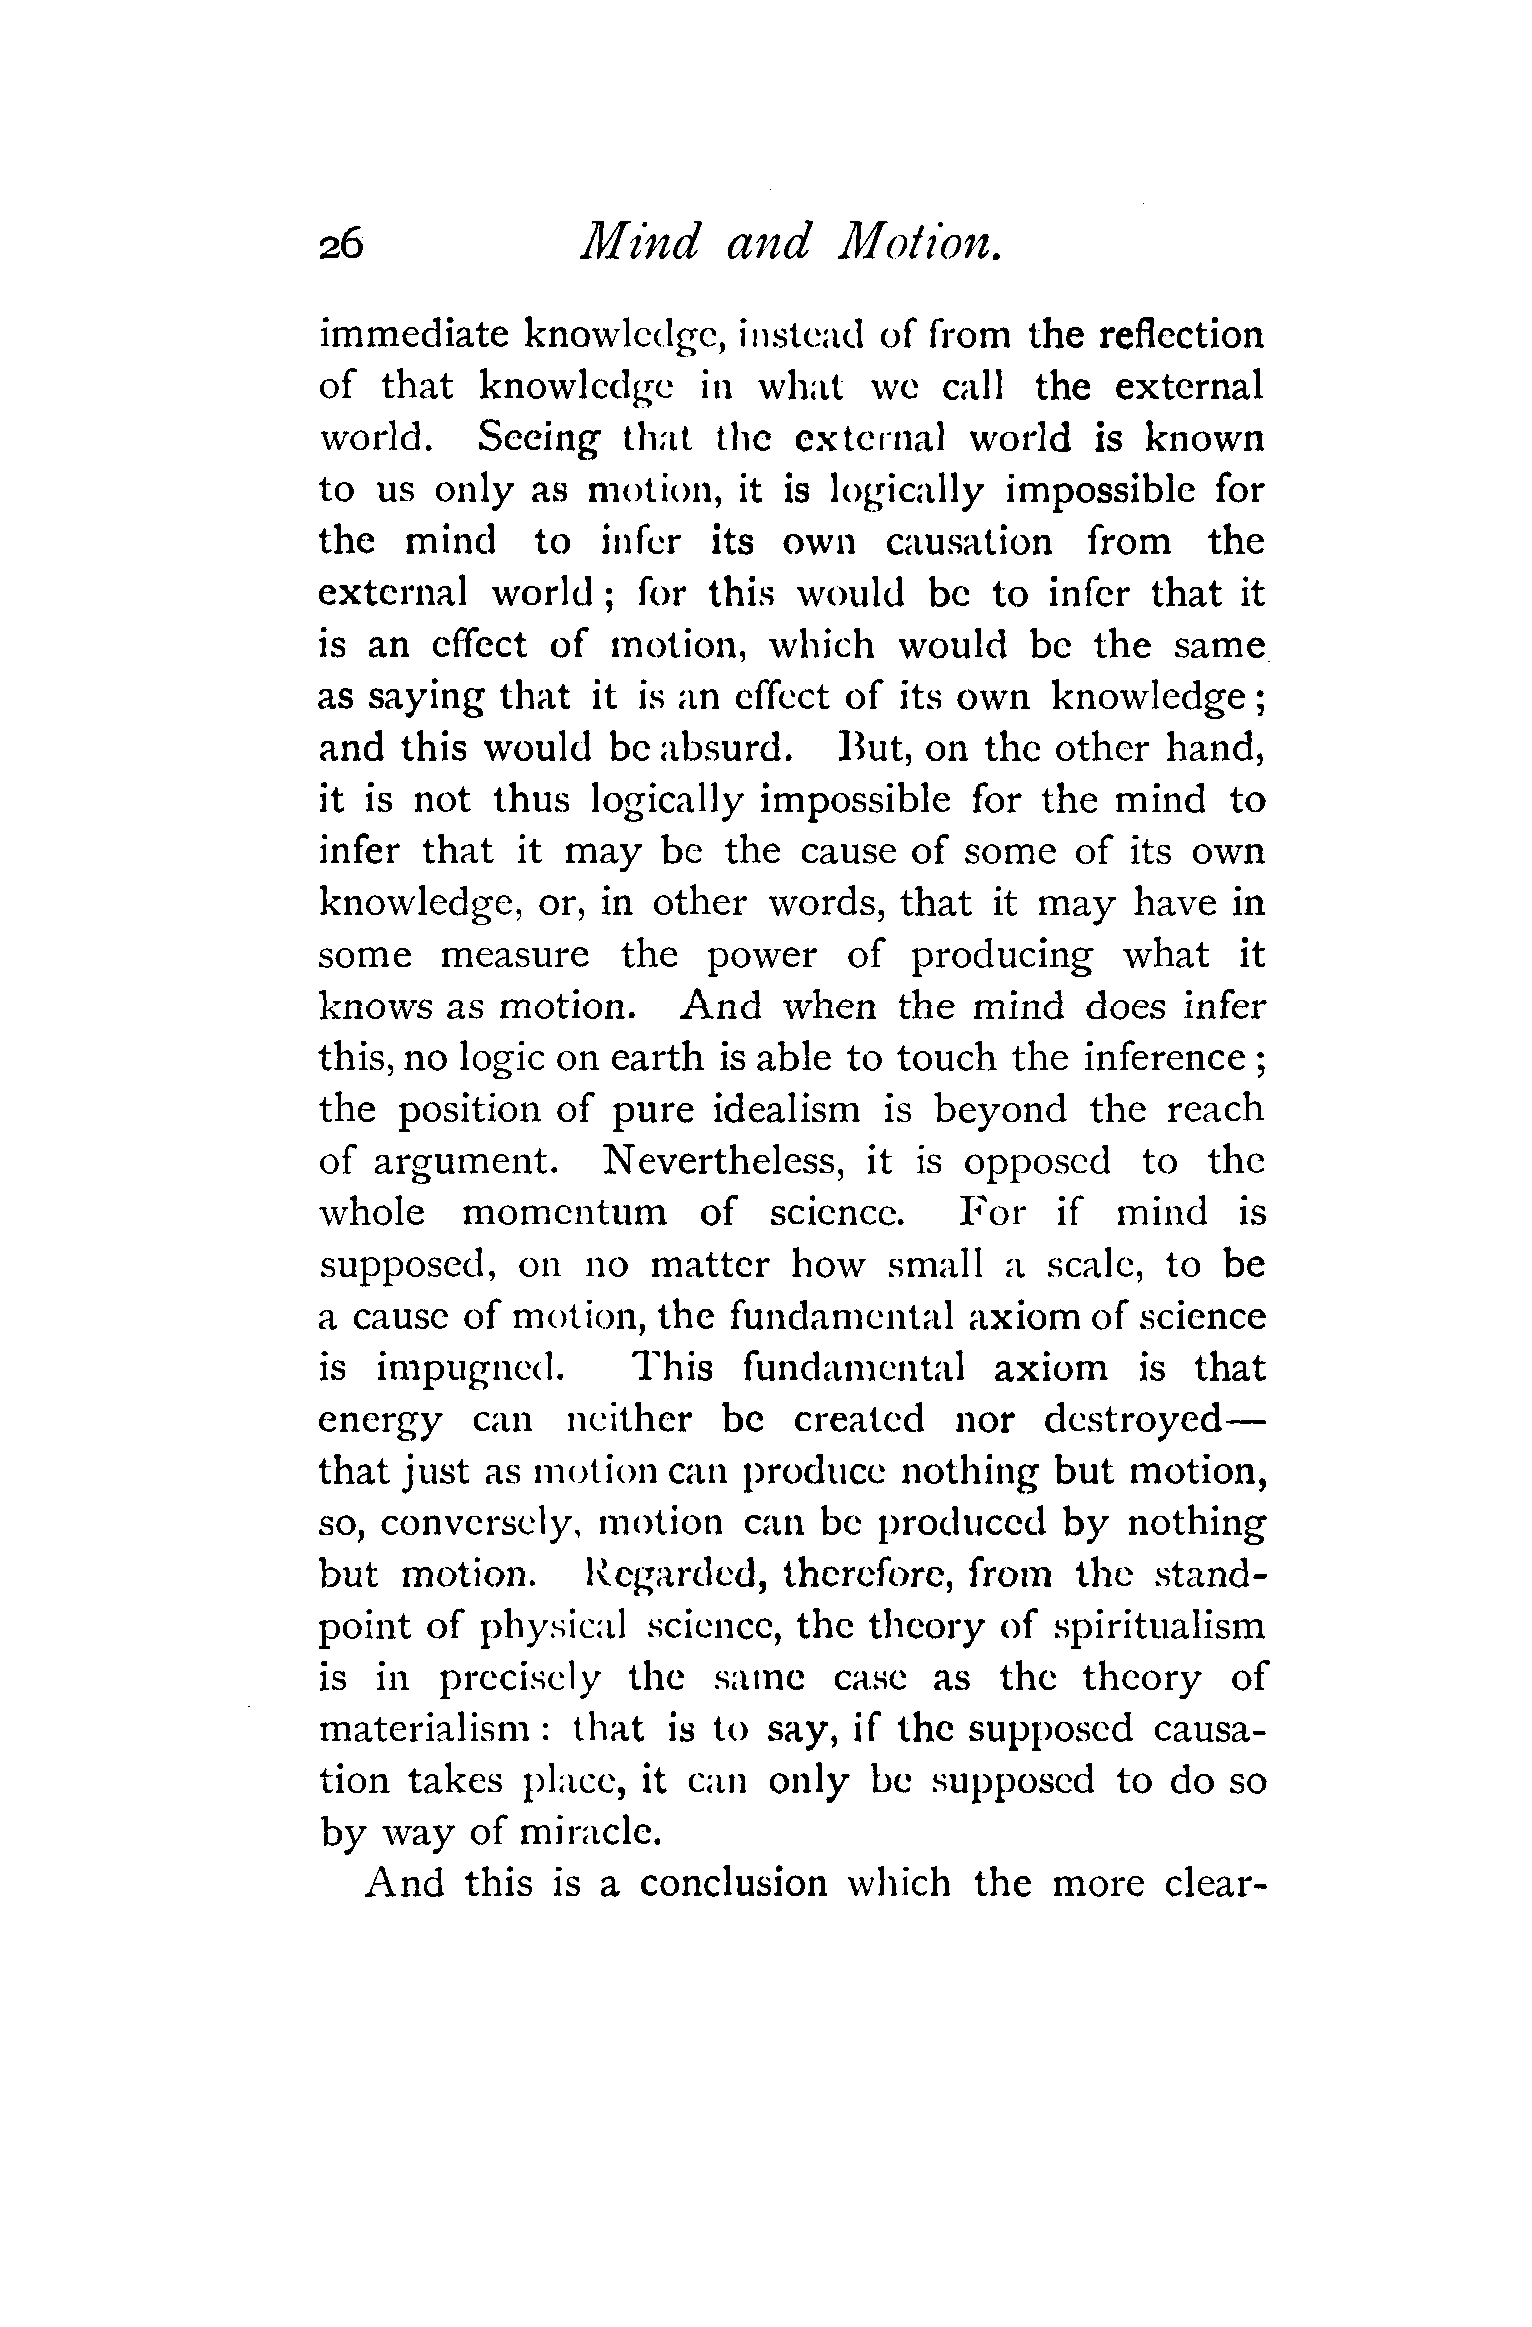 26 Mind and Motion.
immediate knowledge, instead of from the reflection
of that knowledge in what we call the external
world. Seeing that the external world is known
to us only as motion, it is logically impossible for
the mind to infer its own causation from the
external world ; for this would be to infer that it
is an effect of motion, which would be the same
as saying that it is an effect of its own knowledge ;
and this would be absurd. But, on the other hand,
it is not thus logically impossible for the mind to
infer that it may be the cause of some of its own
knowledge, or, in other words, that it may have in
some measure the power of producing what it
knows as motion. And when the mind does infer
this, no logic on earth is able to touch the inference ;
the position of pure idealism is beyond the reach
of argument. Nevertheless, it is opposed to the
whole momentum of science. For if mind is
supposed, on no matter how small a scale, to be
a cause of motion, the fundamental axiom of science
is impugned. This fundamental axiom is that
energy can neither be created nor destroyed—
that just as motion can produce nothing but motion,
so, conversely, motion can be produced by nothing
but motion. Regarded, therefore, from the stand-
point of physical science, the theory of spiritualism
is in precisely the same case as the theory of
materialism : that is to say, if the supposed causa-
tion takes place, it can only be supposed to do so
by way of miracle.
And this is a conclusion which the more clear-